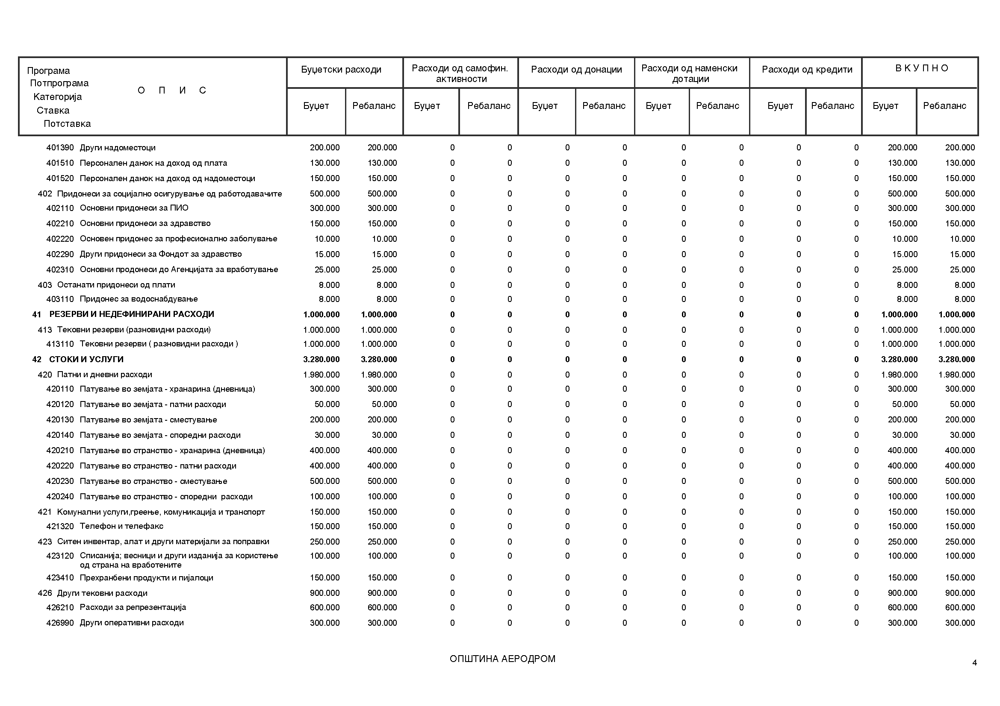 Програма
Потпрограма
Категорија
Ставка
Потставка
О П И С
Буџетски расходи Расходи од самофин. активности Расходи од донации Расходи од наменски дотации Расходи од кредити В К У П Н О
Буџет Ребаланс Буџет Ребаланс Буџет Ребаланс Буџет Ребаланс Буџет Ребаланс Буџет Ребаланс
401390 Други надоместоци 200.000 200.000 0 0 0 0 0 0 0 0 200.000 200.000
401510 Персонален данок на доход од плата 130.000 130.000 0 0 0 0 0 0 0 0 130.000 130.000
401520 Персонален данок на доход од надоместоци 150.000 150.000 0 0 0 0 0 0 0 0 150.000 150.000
402 Придонеси за социјално осигурување од работодавачите 500.000 500.000 0 0 0 0 0 0 0 0 500.000 500.000
402110 Основни придонеси за ПИО 300.000 300.000 0 0 0 0 0 0 0 0 300.000 300.000
402210 Основни придонеси за здравство 150.000 150.000 0 0 0 0 0 0 0 0 150.000 150.000
402220 Основен придонес за професионално заболување 10.000 10.000 0 0 0 0 0 0 0 0 10.000 10.000
402290 Други придонеси за Фондот за здравство 15.000 15.000 0 0 0 0 0 0 0 0 15.000 15.000
402310 Основни продонеси до Агенцијата за вработување 25.000 25.000 0 0 0 0 0 0 0 0 25.000 25.000
403 Останати придонеси од плати 8.000 8.000 0 0 0 0 0 0 0 0 8.000 8.000
403110 Придонес за водоснабдување 8.000 8.000 0 0 0 0 0 0 0 0 8.000 8.000
41 РЕЗЕРВИ И НЕДЕФИНИРАНИ РАСХОДИ 1.000.000 1.000.000 0 0 0 0 0 0 0 0 1.000.000 1.000.000
413 Тековни резерви (разновидни расходи) 1.000.000 1.000.000 0 0 0 0 0 0 0 0 1.000.000 1.000.000
413110 Тековни резерви ( разновидни расходи ) 1.000.000 1.000.000 0 0 0 0 0 0 0 0 1.000.000 1.000.000
42 СТОКИ И УСЛУГИ 3.280.000 3.280.000 0 0 0 0 0 0 0 0 3.280.000 3.280.000
420 Патни и дневни расходи 1.980.000 1.980.000 0 0 0 0 0 0 0 0 1.980.000 1.980.000
420110 Патување во земјата - хранарина (дневница) 300.000 300.000 0 0 0 0 0 0 0 0 300.000 300.000
420120 Патување во земјата - патни расходи 50.000 50.000 0 0 0 0 0 0 0 0 50.000 50.000
420130 Патување во земјата - сместување 200.000 200.000 0 0 0 0 0 0 0 0 200.000 200.000
420140 Патување во земјата - споредни расходи 30.000 30.000 0 0 0 0 0 0 0 0 30.000 30.000
420210 Патување во странство - хранарина (дневница) 400.000 400.000 0 0 0 0 0 0 0 0 400.000 400.000
420220 Патување во странство - патни расходи 400.000 400.000 0 0 0 0 0 0 0 0 400.000 400.000
420230 Патување во странство - сместување 500.000 500.000 0 0 0 0 0 0 0 0 500.000 500.000
420240 Патување во странство - споредни расходи 100.000 100.000 0 0 0 0 0 0 0 0 100.000 100.000
421 Комунални услуги,греење, комуникација и транспорт 150.000 150.000 0 0 0 0 0 0 0 0 150.000 150.000
421320 Телефон и телефакс 150.000 150.000 0 0 0 0 0 0 0 0 150.000 150.000
423 Ситен инвентар, алат и други материјали за поправки 250.000 250.000 0 0 0 0 0 0 0 0 250.000 250.000
423120 Списанија; весници и други изданија за користење 100.000 100.000 0 0 0 0 0 0 0 0 100.000 100.000
од страна на вработените
423410 Прехранбени продукти и пијалоци 150.000 150.000 0 0 0 0 0 0 0 0 150.000 150.000
426 Други тековни расходи 900.000 900.000 0 0 0 0 0 0 0 0 900.000 900.000
426210 Расходи за репрезентација 600.000 600.000 0 0 0 0 0 0 0 0 600.000 600.000
426990 Други оперативни расходи 300.000 300.000 0 0 0 0 0 0 0 0 300.000 300.000
ОПШТИНА АЕРОДРОМ
4